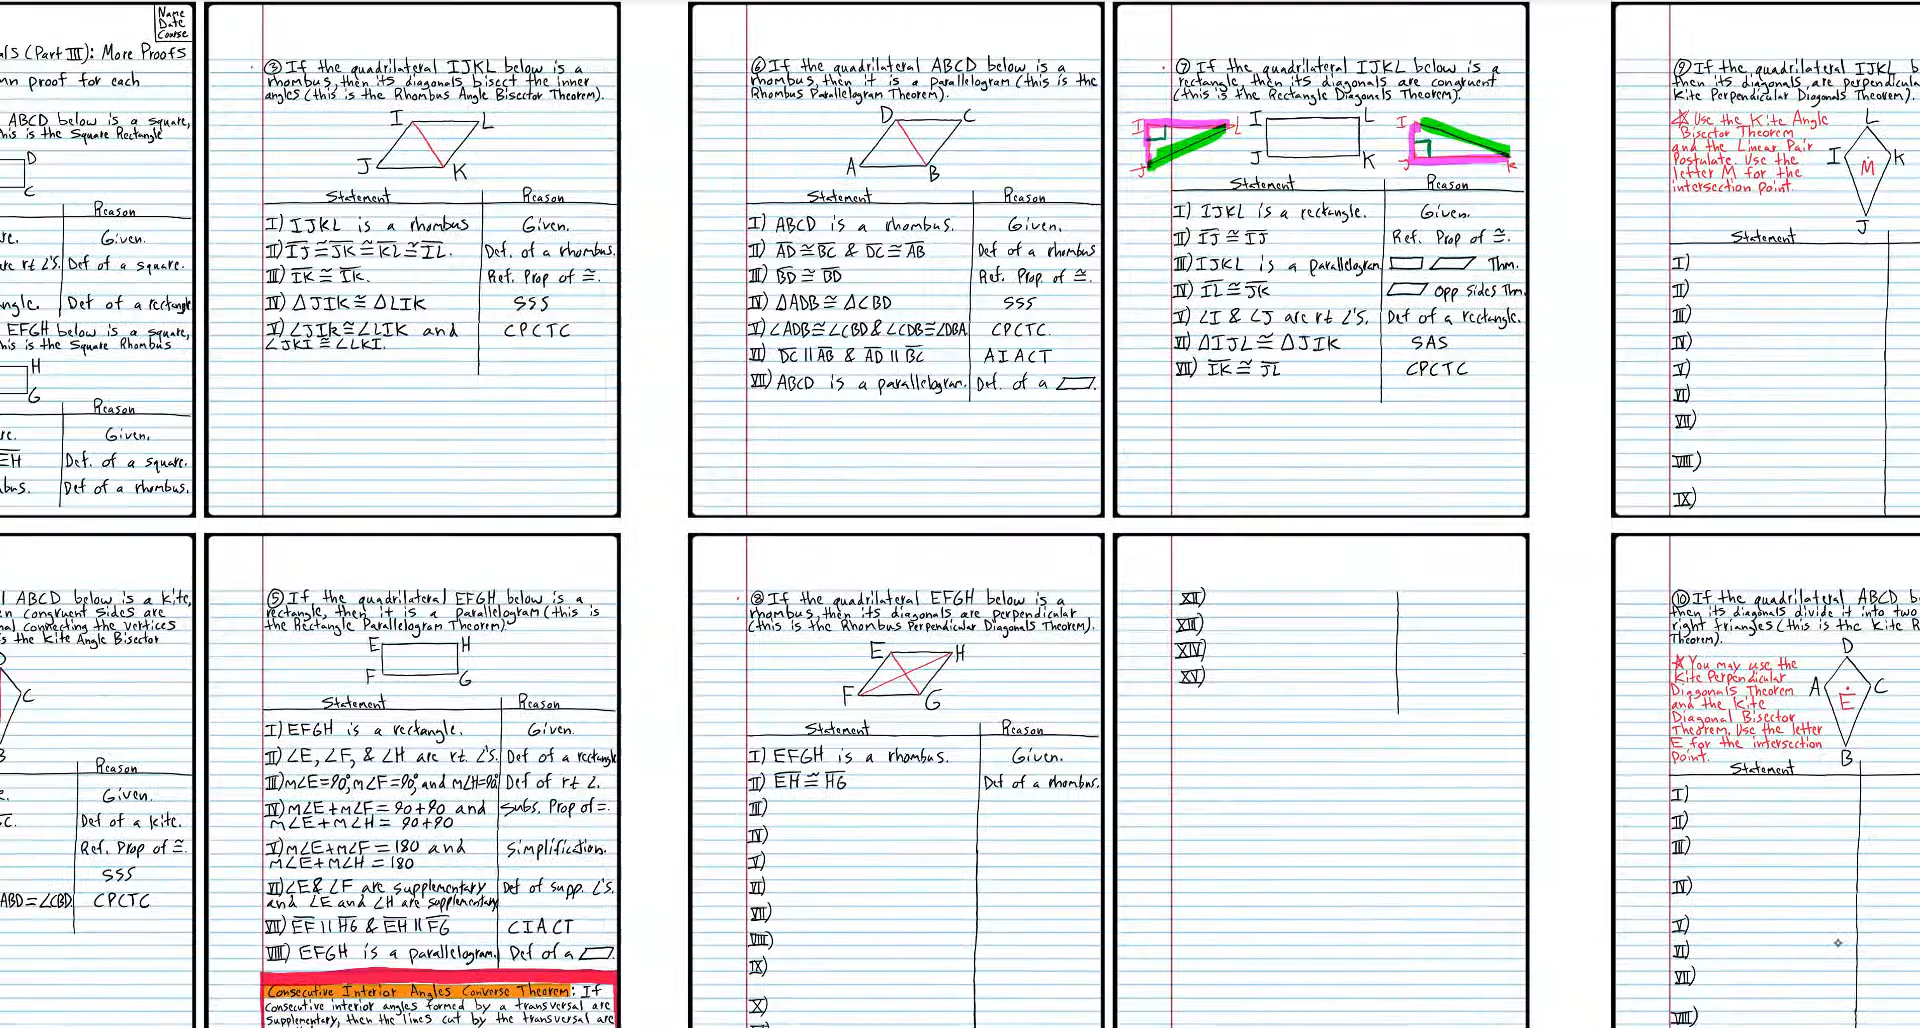 Name
Date
Course
als (Part III): More Proofs
mn proof for each
ABCD below is a square,
his is the Square Rectangle
D
C
Reason
re. Given.
are rt ∠'s. Def of a square.
angle. Def of a rectangle
EFGH below is a square,
his is the Square Rhombus
H
G
Reason
re. Given.
EH Def. of a square.
bus. Def of a rhombus.
③ If the quadrilateral IJKL below is a
rhombus, then its diagonals bisect the inner
angles (this is the Rhombus Angle Bisector Theorem).
I L
J K
Statement Reason
I) IJKL is a rhombus Given.
II) IJ ≅ JK ≅ KL ≅ IL. Def. of a rhombus.
III) IK ≅ IK. Ref. Prop of ≅.
IV) △JIK ≅ △LIK SSS
V) ∠JIK ≅ ∠LIK and CPCTC
∠JKI ≅ ∠LKI.
⑥ If the quadrilateral ABCD below is a
rhombus, then it is a parallelogram (this is the
Rhombus Parallelogram Theorem).
D C
A B
Statement Reason
I) ABCD is a rhombus. Given.
II) AD ≅ BC & DC ≅ AB Def of a rhombus
III) BD ≅ BD Ref. Prop of ≅.
IV) △ADB ≅ △CBD SSS
V) ∠ADB ≅ ∠CBD & ∠CDB ≅ ∠DBA CPCTC.
VI) DC || AB & AD || BC AIACT
VII) ABCD is a parallelogram. Def. of a ▱.
⑦ If the quadrilateral IJKL below is a
rectangle, then its diagonals are congruent
(this is the Rectangle Diagonals Theorem).
I L I L I
J J K J K
Statement Reason
I) IJKL is a rectangle. Given.
II) IJ ≅ IJ Ref. Prop of ≅.
III) IJKL is a parallelogram. ▭ ▱ Thm.
IV) IL ≅ JK ▱ Opp Sides Thm.
V) ∠I & ∠J are rt ∠'s. Def of a rectangle.
VI) △IJL ≅ △JIK SAS
VII) IK ≅ JL CPCTC
⑨ If the quadrilateral IJKL b
then its diagonals are perpendicula
Kite Perpendicular Diagonals Theorem).
☆ Use the Kite Angle
Bisector Theorem
and the Linear Pair
Postulate. Use the
letter M for the
intersection point.
L
I M K
J
Statement
I)
II)
III)
IV)
V)
VI)
VII)
VIII)
IX)
l ABCD below is a kite,
en congruent sides are
nal connecting the vertices
s the Kite Angle Bisector
D
C
B
Reason
e. Given.
C. Def of a kite.
Ref. Prop of ≅.
SSS
ABD = ∠CBD CPCTC
⑤ If the quadrilateral EFGH below is a
rectangle, then it is a parallelogram (this is
the Rectangle Parallelogram Theorem).
E H
F G
Statement Reason
I) EFGH is a rectangle. Given.
II) ∠E, ∠F, & ∠H are rt. ∠'s. Def of a rectangle
III) m∠E=90°, m∠F=90°, and m∠H=90° Def of rt ∠.
IV) m∠E + m∠F = 90+90 and Subs. Prop of =.
m∠E + m∠H = 90+90
V) m∠E + m∠F = 180 and Simplification.
m∠E + m∠H = 180
VI) ∠E & ∠F are supplementary Def of supp. ∠'s.
and ∠E and ∠H are supplementary
VII) EF || HG & EH || FG CIACT
VIII) EFGH is a parallelogram. Def of a ▱.
Consecutive Interior Angles Converse Theorem: If
consecutive interior angles formed by a transversal are
supplementary, then the lines cut by the transversal are
⑧ If the quadrilateral EFGH below is a
rhombus, then its diagonals are perpendicular
(this is the Rhombus Perpendicular Diagonals Theorem).
E H
F G
Statement Reason
I) EFGH is a rhombus. Given.
II) EH ≅ HG Def of a rhombus.
III)
IV)
V)
VI)
VII)
VIII)
IX)
X)
XII)
XIII)
XIV)
XV)
⑩ If the quadrilateral ABCD b
then its diagonals divide it into two
right triangles (this is the Kite R
Theorem).
☆ You may use the
Kite Perpendicular
Diagonals Theorem
and the Kite
Diagonal Bisector
Theorem. Use the letter
E for the intersection
point.
D
A E C
B
Statement
I)
II)
III)
IV)
V)
VI)
VII)
VIII)